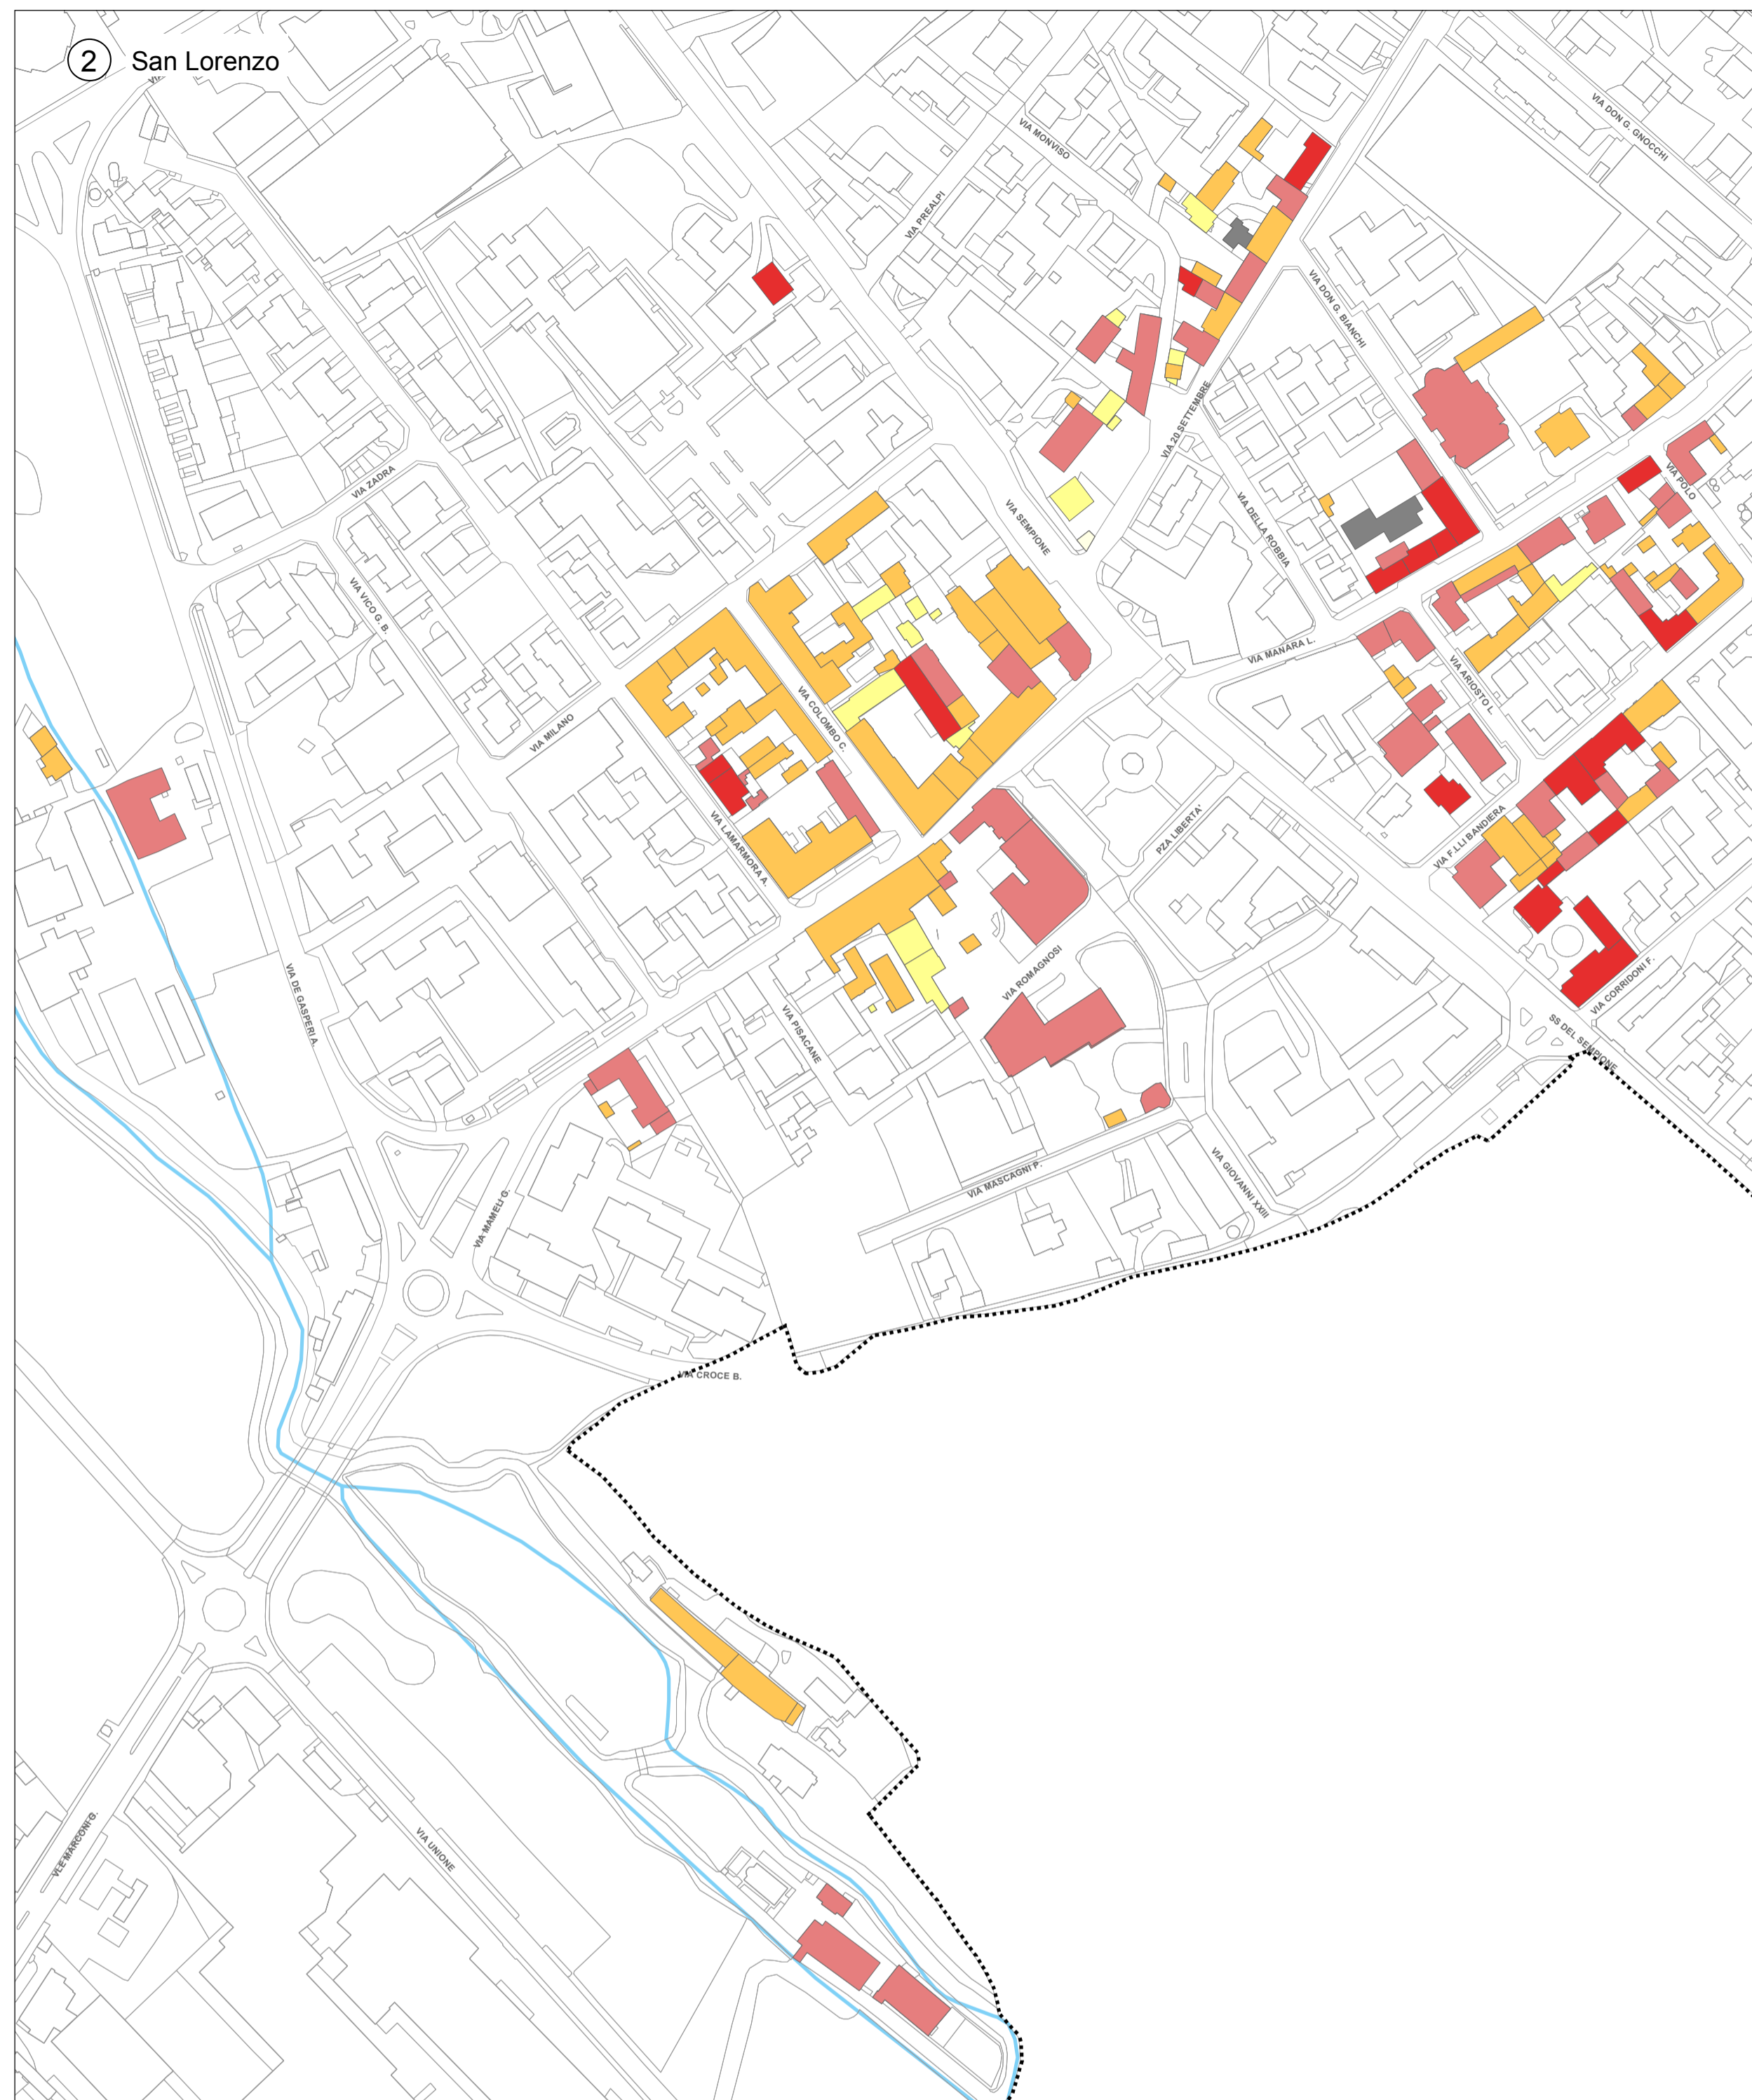 2 San Lorenzo
VIA DON G. GNOCCHI
VIA MONVISO
VIA PREALPI
VIA DON G. BIANCHI
VIA 20 SETTEMBRE
VIA ZADRA
VIA POLO
VIA SEMPIONE
VIA DELLA ROBBIA
VIA VICO G. B.
VIA MANARA L.
VIA ARIOSTO L.
VIA COLOMBO C.
VIA MILANO
PZA LIBERTA'
VIA F.LLI BANDIERA
VIA LAMARMORA A.
VIA ROMAGNOSI
VIA CORRIDONI F.
VIA DE GASPERI A.
VIA PISACANE
SS DEL SEMPIONE
VIA MASCAGNI P.
VIA GIOVANNI XXIII
VIA MAMELI G.
VIA CROCE B.
VLE MARCONI G.
VIA UNIONE